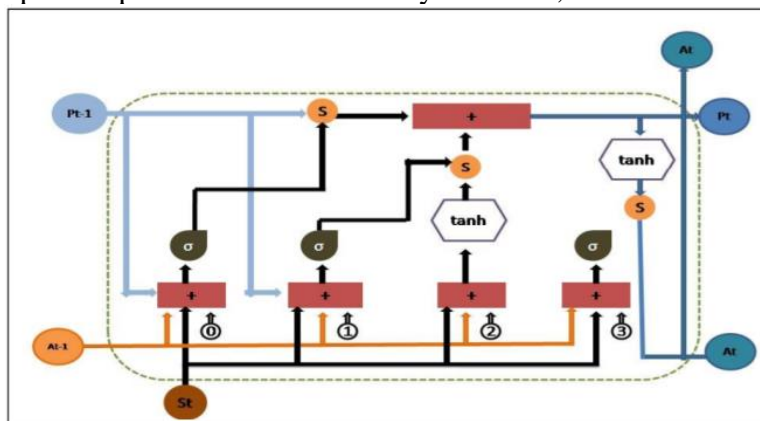 At
Pt-1
S
+
Pt
tanh
S
S
tanh
σ
σ
σ
+
+
+
+
0
1
2
3
At-1
At
St